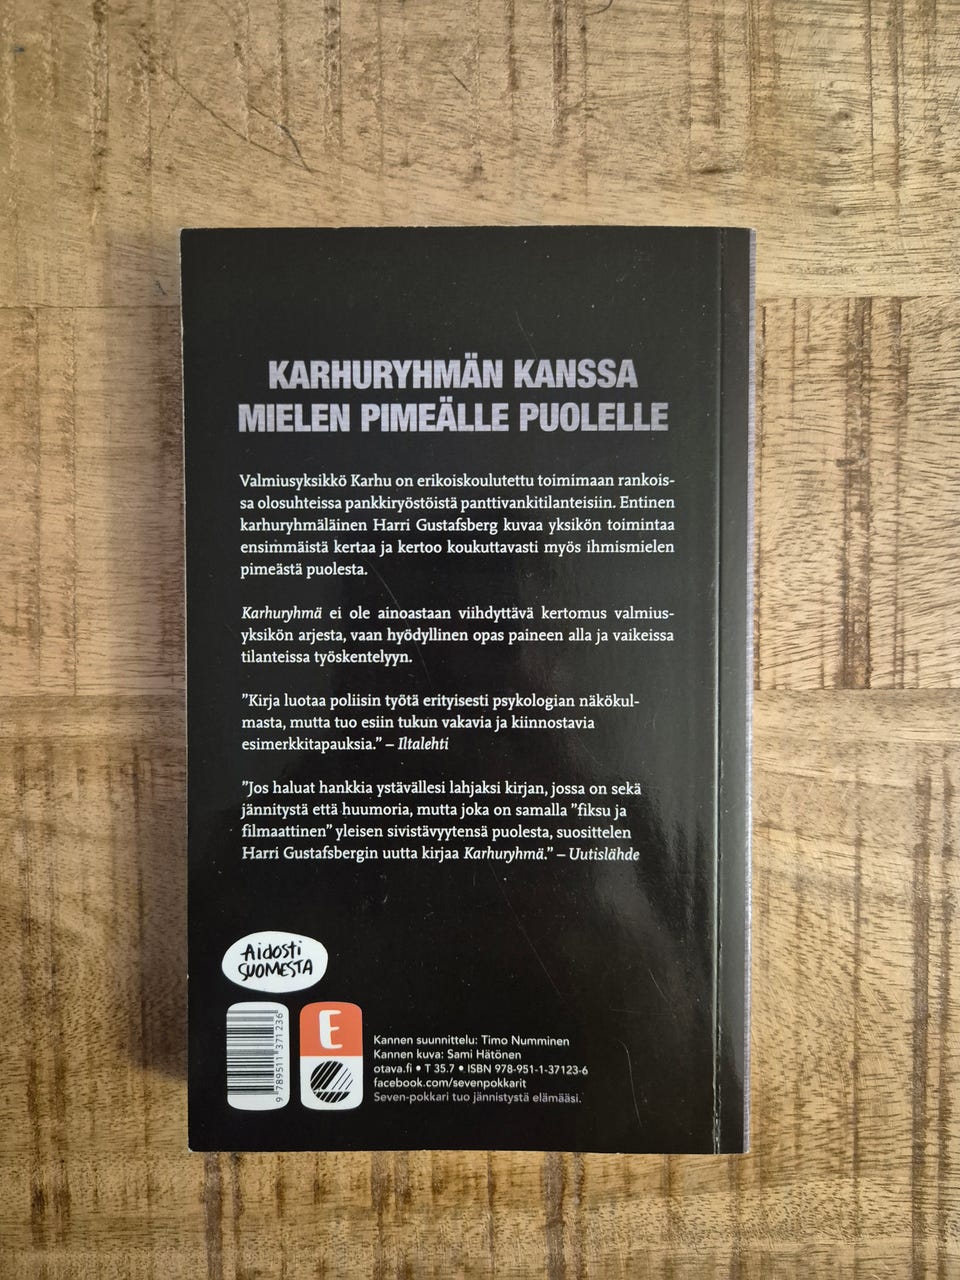 KARHURYHMÄN KANSSA
MIELEN PIMEÄLLE PUOLELLE
Valmiusyksikkö Karhu on erikoiskoulutettu toimimaan rankois-
sa olosuhteissa pankkiryöstöistä panttivankitilanteisiin. Entinen
karhuryhmäläinen Harri Gustafsberg kuvaa yksikön toimintaa
ensimmäistä kertaa ja kertoo koukuttavasti myös ihmismielen
pimeästä puolesta.
Karhuryhmä ei ole ainoastaan viihdyttävä kertomus valmius-
yksikön arjesta, vaan hyödyllinen opas paineen alla ja vaikeissa
tilanteissa työskentelyyn.
”Kirja luotaa poliisin työtä erityisesti psykologian näkökul-
masta, mutta tuo esiin tukun vakavia ja kiinnostavia
esimerkkitapauksia.” – Iltalehti
”Jos haluat hankkia ystävällesi lahjaksi kirjan, jossa on sekä
jännitystä että huumoria, mutta joka on samalla ”fiksu ja
filmaattinen” yleisen sivistävyytensä puolesta, suosittelen
Harri Gustafsbergin uutta kirjaa Karhuryhmä.” – Uutislähde
Aidosti
SUOMESTA
9 789511 371236
E
Kannen suunnittelu: Timo Numminen
Kannen kuva: Sami Hätönen
otava.fi • T 35.7 • ISBN 978-951-1-37123-6
facebook.com/sevenpokkarit
Seven-pokkari tuo jännitystä elämääsi.